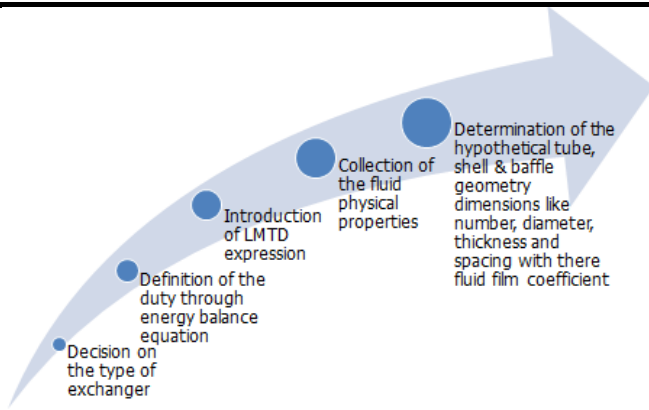 Decision on
the type of
exchanger
Definition of the
duty through
energy balance
equation
Introduction
of LMTD
expression
Collection of
the fluid
physical
properties
Determination of the
hypothetical tube,
shell & baffle
geometry
dimensions like
number, diameter,
thickness and
spacing with there
fluid film coefficient